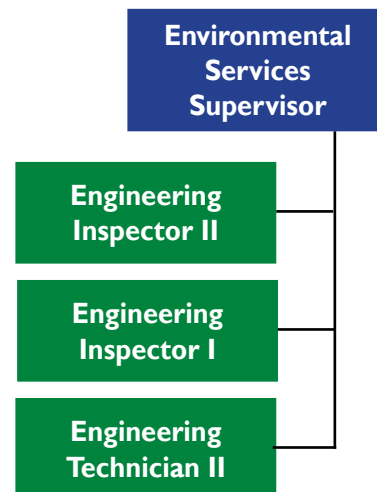 Environmental
Services
Supervisor
Engineering
Inspector II
Engineering
Inspector I
Engineering
Technician II